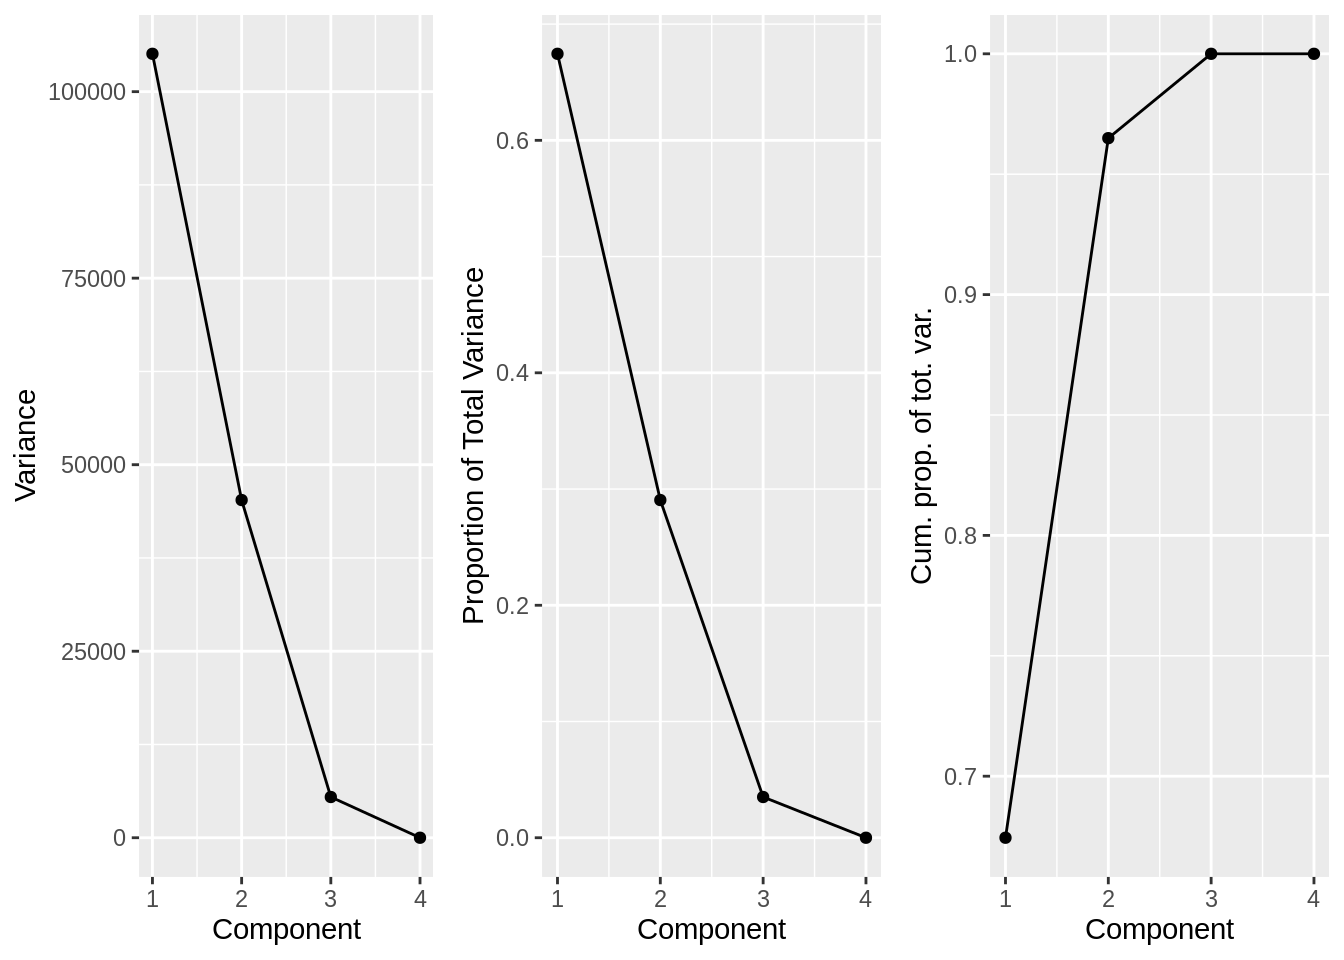 Variance
100000
75000
50000
25000
0
1 2 3 4
Component
Proportion of Total Variance
0.6
0.4
0.2
0.0
1 2 3 4
Component
Cum. prop. of tot. var.
1.0
0.9
0.8
0.7
1 2 3 4
Component